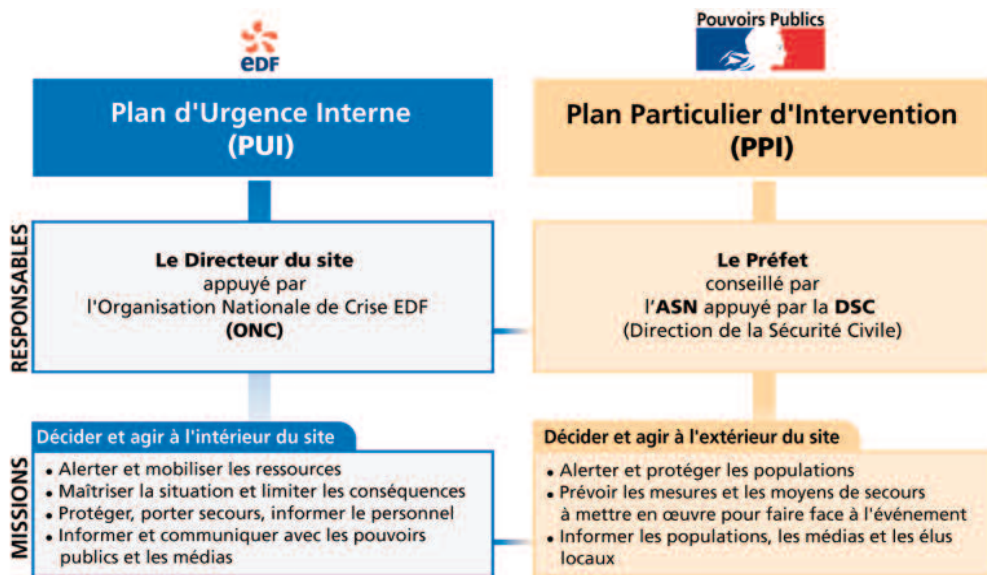 eDF
Plan d'Urgence Interne
(PUI)
RESPONSABLES
Le Directeur du site
appuyé par
l'Organisation Nationale de Crise EDF
(ONC)
MISSIONS
Décider et agir à l'intérieur du site
• Alerter et mobiliser les ressources
• Maîtriser la situation et limiter les conséquences
• Protéger, porter secours, informer le personnel
• Informer et communiquer avec les pouvoirs
publics et les médias
Pouvoirs Publics
Plan Particulier d'Intervention
(PPI)
Le Préfet
conseillé par
l'ASN appuyé par la DSC
(Direction de la Sécurité Civile)
Décider et agir à l'extérieur du site
• Alerter et protéger les populations
• Prévoir les mesures et les moyens de secours
à mettre en œuvre pour faire face à l'événement
• Informer les populations, les médias et les élus
locaux